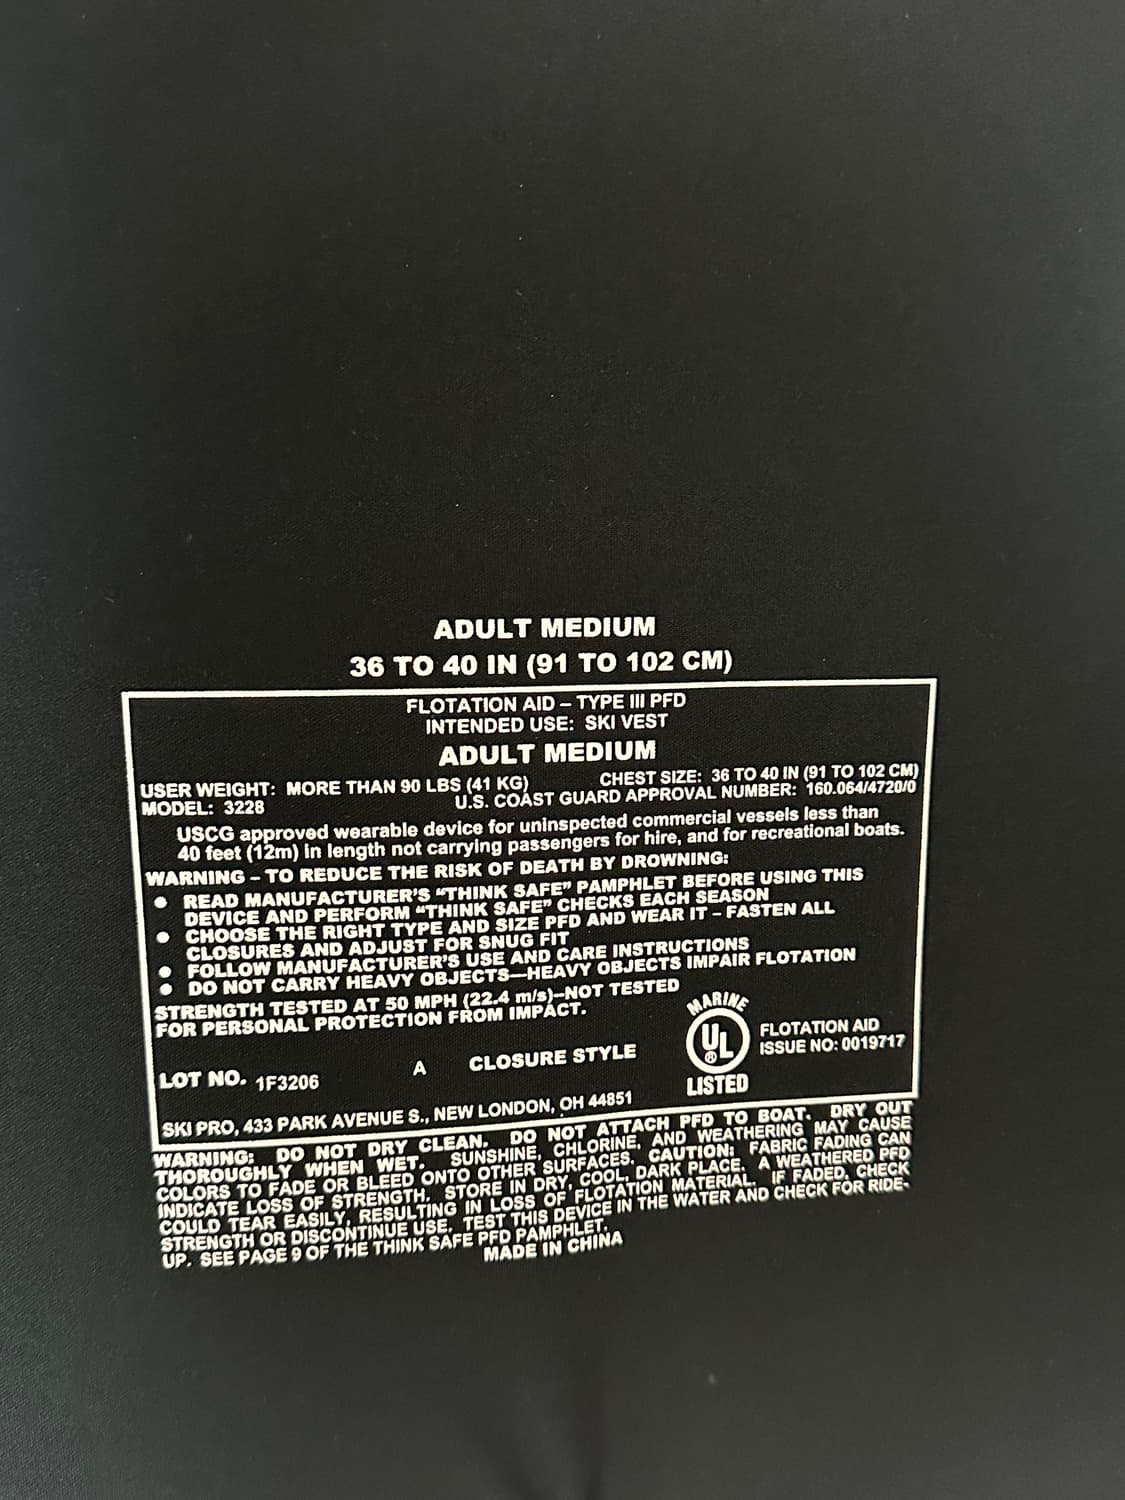 ADULT MEDIUM
36 TO 40 IN (91 TO 102 CM)
FLOTATION AID – TYPE III PFD
INTENDED USE: SKI VEST
ADULT MEDIUM
USER WEIGHT: MORE THAN 90 LBS (41 KG) CHEST SIZE: 36 TO 40 IN (91 TO 102 CM)
MODEL: 3228 U.S. COAST GUARD APPROVAL NUMBER: 160.064/4720/0
USCG approved wearable device for uninspected commercial vessels less than
40 feet (12m) in length not carrying passengers for hire, and for recreational boats.
WARNING – TO REDUCE THE RISK OF DEATH BY DROWNING:
● READ MANUFACTURER'S "THINK SAFE" PAMPHLET BEFORE USING THIS
DEVICE AND PERFORM "THINK SAFE" CHECKS EACH SEASON
● CHOOSE THE RIGHT TYPE AND SIZE PFD AND WEAR IT – FASTEN ALL
CLOSURES AND ADJUST FOR SNUG FIT
● FOLLOW MANUFACTURER'S USE AND CARE INSTRUCTIONS
● DO NOT CARRY HEAVY OBJECTS—HEAVY OBJECTS IMPAIR FLOTATION
STRENGTH TESTED AT 50 MPH (22.4 m/s)–NOT TESTED
FOR PERSONAL PROTECTION FROM IMPACT.
MARINE
UL ®
LISTED
FLOTATION AID
ISSUE NO: 0019717
LOT NO. 1F3206 A CLOSURE STYLE
SKI PRO, 433 PARK AVENUE S., NEW LONDON, OH 44851
WARNING: DO NOT DRY CLEAN. DO NOT ATTACH PFD TO BOAT. DRY OUT
THOROUGHLY WHEN WET. SUNSHINE, CHLORINE, AND WEATHERING MAY CAUSE
COLORS TO FADE OR BLEED ONTO OTHER SURFACES. CAUTION: FABRIC FADING CAN
INDICATE LOSS OF STRENGTH. STORE IN DRY, COOL, DARK PLACE. A WEATHERED PFD
COULD TEAR EASILY, RESULTING IN LOSS OF FLOTATION MATERIAL. IF FADED, CHECK
STRENGTH OR DISCONTINUE USE. TEST THIS DEVICE IN THE WATER AND CHECK FOR RIDE-
UP. SEE PAGE 9 OF THE THINK SAFE PFD PAMPHLET.
MADE IN CHINA